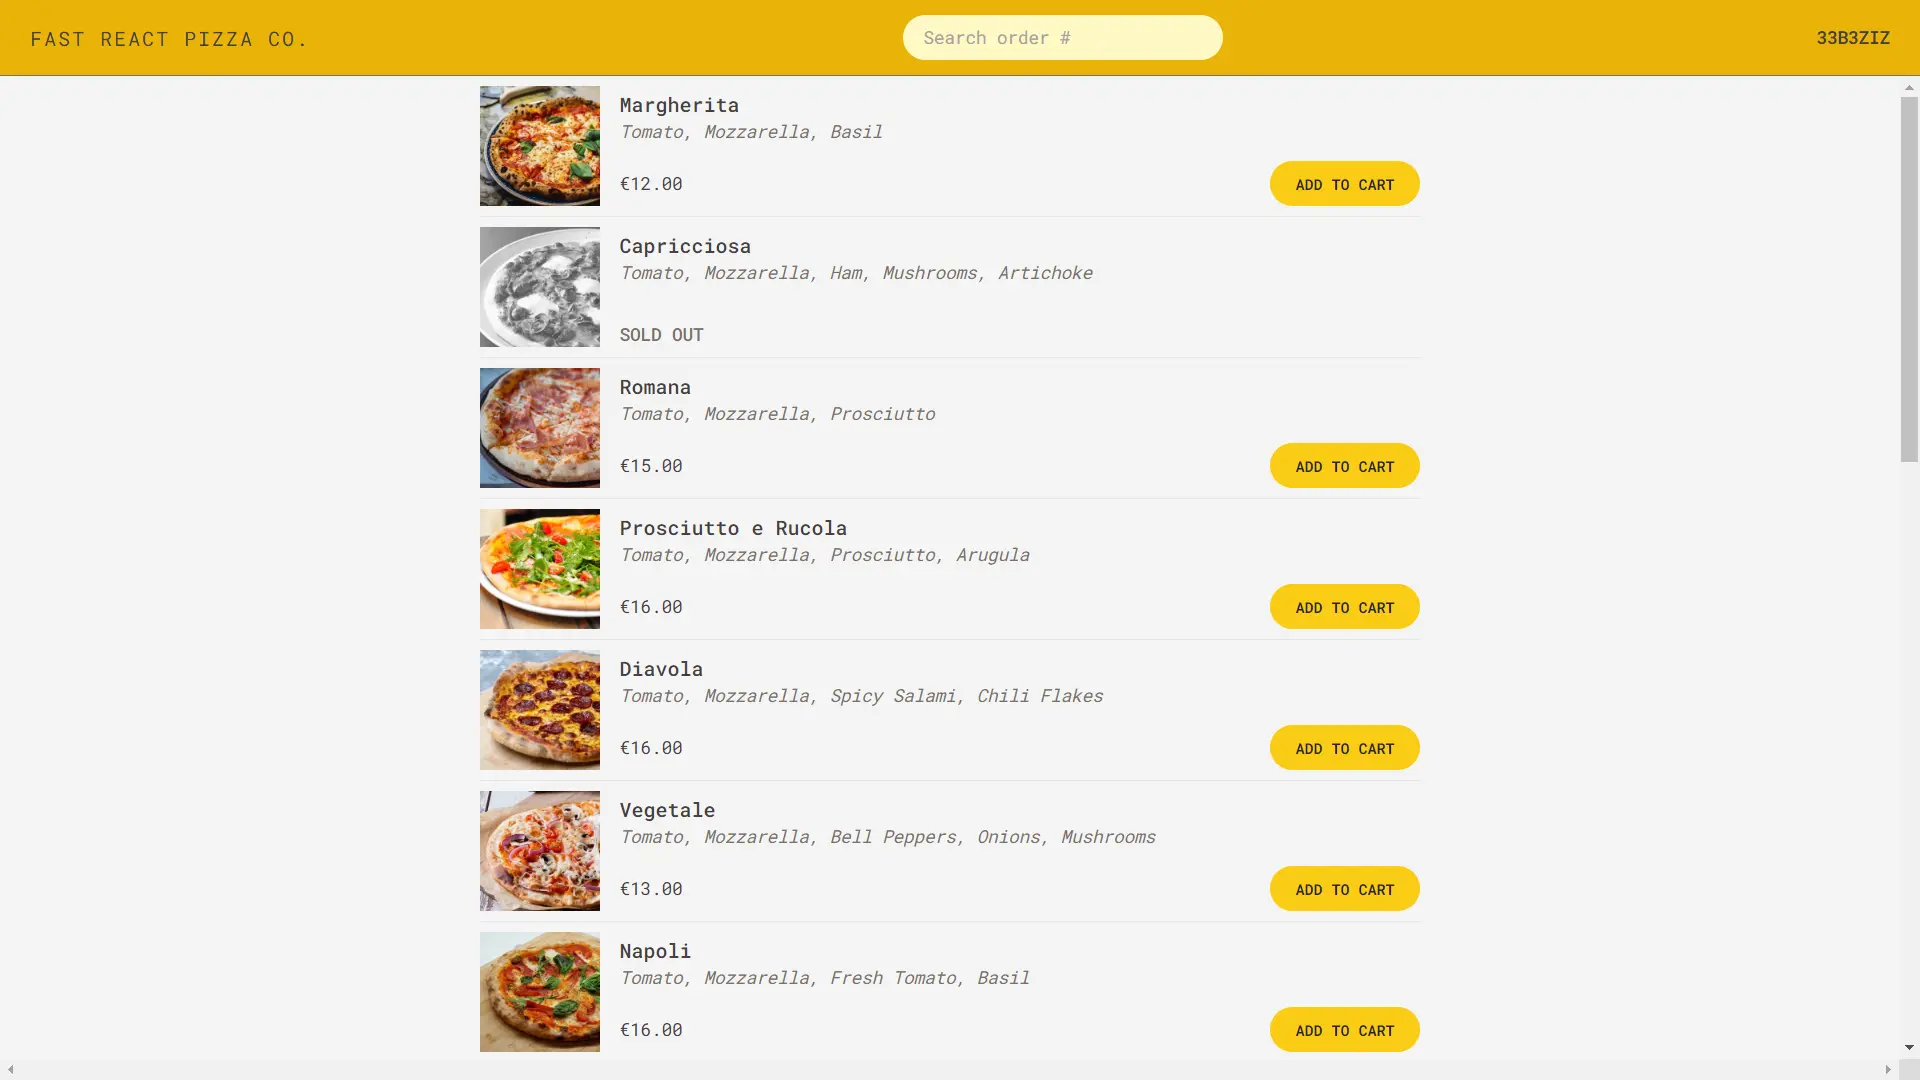 FAST REACT PIZZA CO.
Search order #
33B3ZIZ
Margherita
Tomato, Mozzarella, Basil
€12.00
ADD TO CART
Capricciosa
Tomato, Mozzarella, Ham, Mushrooms, Artichoke
SOLD OUT
Romana
Tomato, Mozzarella, Prosciutto
€15.00
ADD TO CART
Prosciutto e Rucola
Tomato, Mozzarella, Prosciutto, Arugula
€16.00
ADD TO CART
Diavola
Tomato, Mozzarella, Spicy Salami, Chili Flakes
€16.00
ADD TO CART
Vegetale
Tomato, Mozzarella, Bell Peppers, Onions, Mushrooms
€13.00
ADD TO CART
Napoli
Tomato, Mozzarella, Fresh Tomato, Basil
€16.00
ADD TO CART